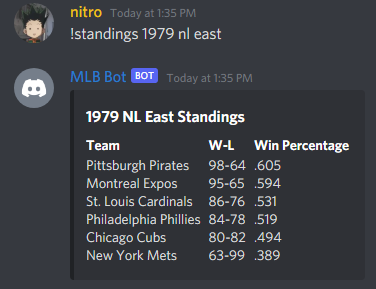 nitro Today at 1:35 PM
!standings 1979 nl east
MLB Bot BOT Today at 1:35 PM
1979 NL East Standings
Team W-L Win Percentage
Pittsburgh Pirates 98-64 .605
Montreal Expos 95-65 .594
St. Louis Cardinals 86-76 .531
Philadelphia Phillies 84-78 .519
Chicago Cubs 80-82 .494
New York Mets 63-99 .389